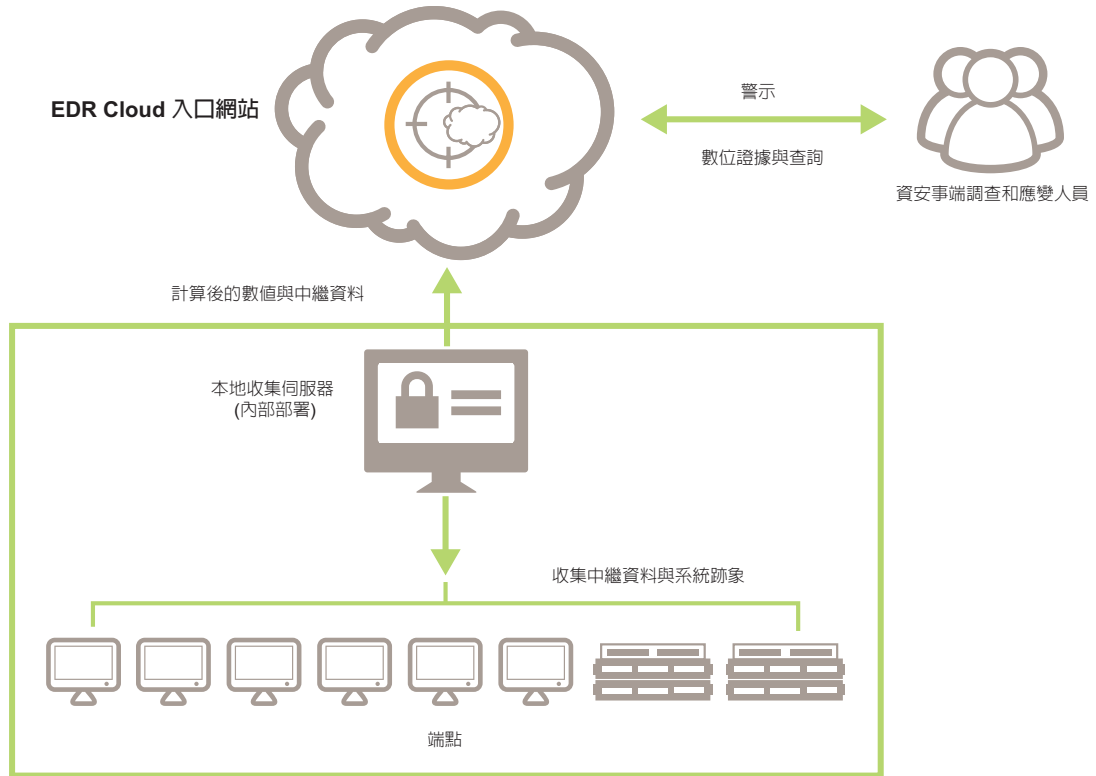 EDR Cloud 入口網站
警示
數位證據與查詢
資安事端調查和應變人員
計算後的數值與中繼資料
本地收集伺服器
(內部部署)
收集中繼資料與系統跡象
端點